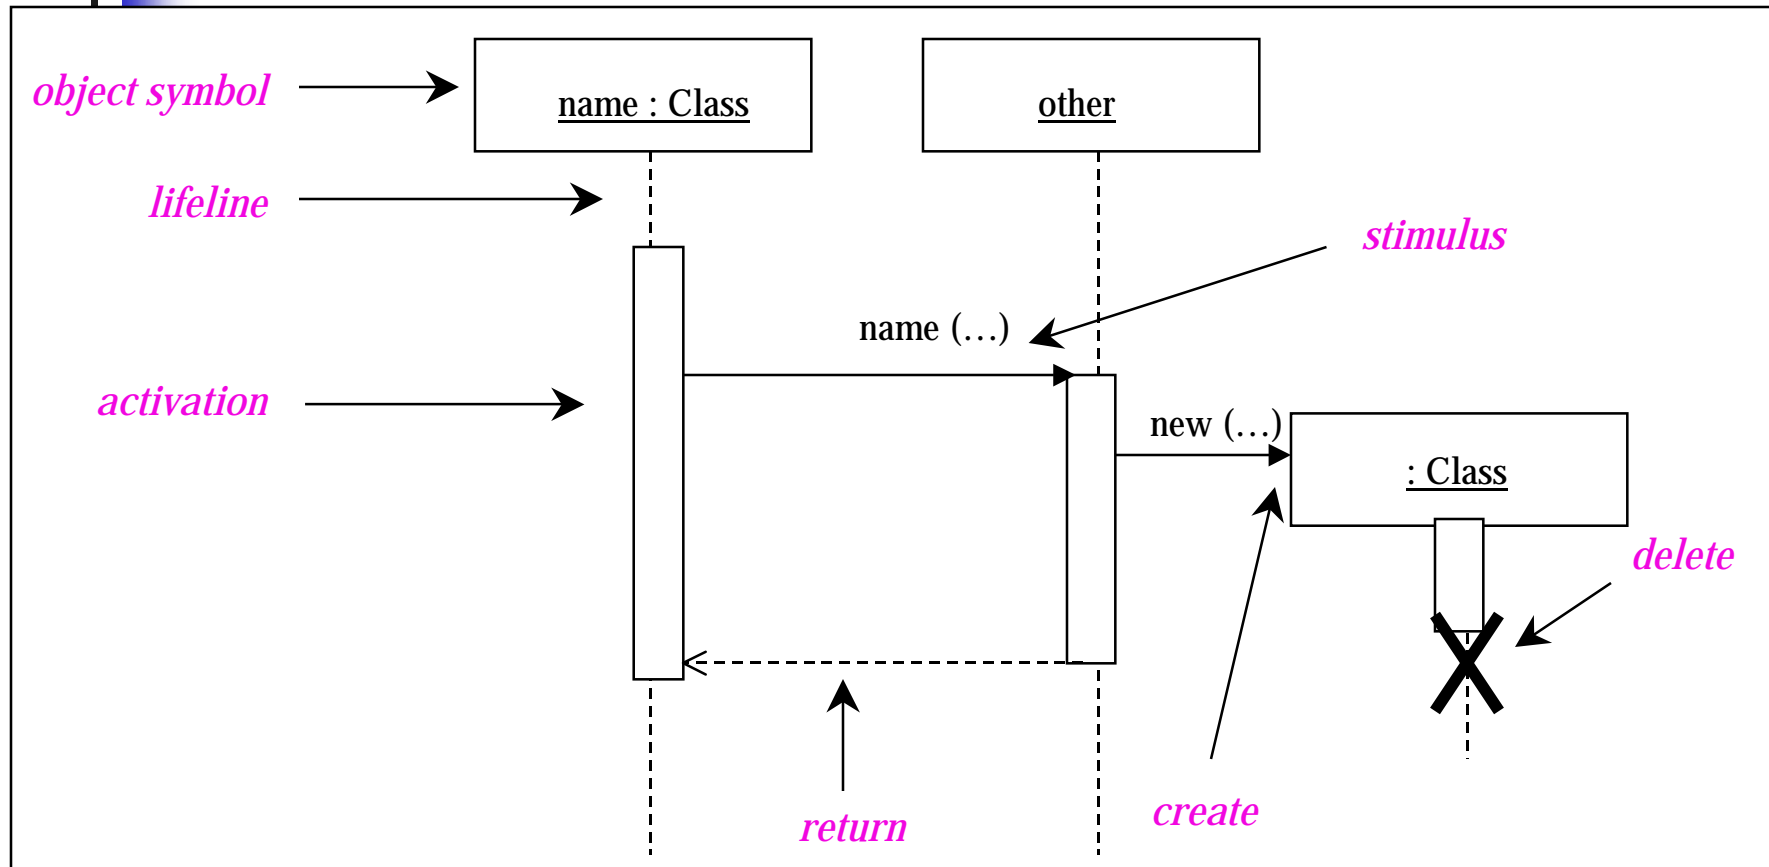 object symbol
name : Class
other
lifeline
stimulus
name (…)
activation
new (…)
: Class
delete
create
return